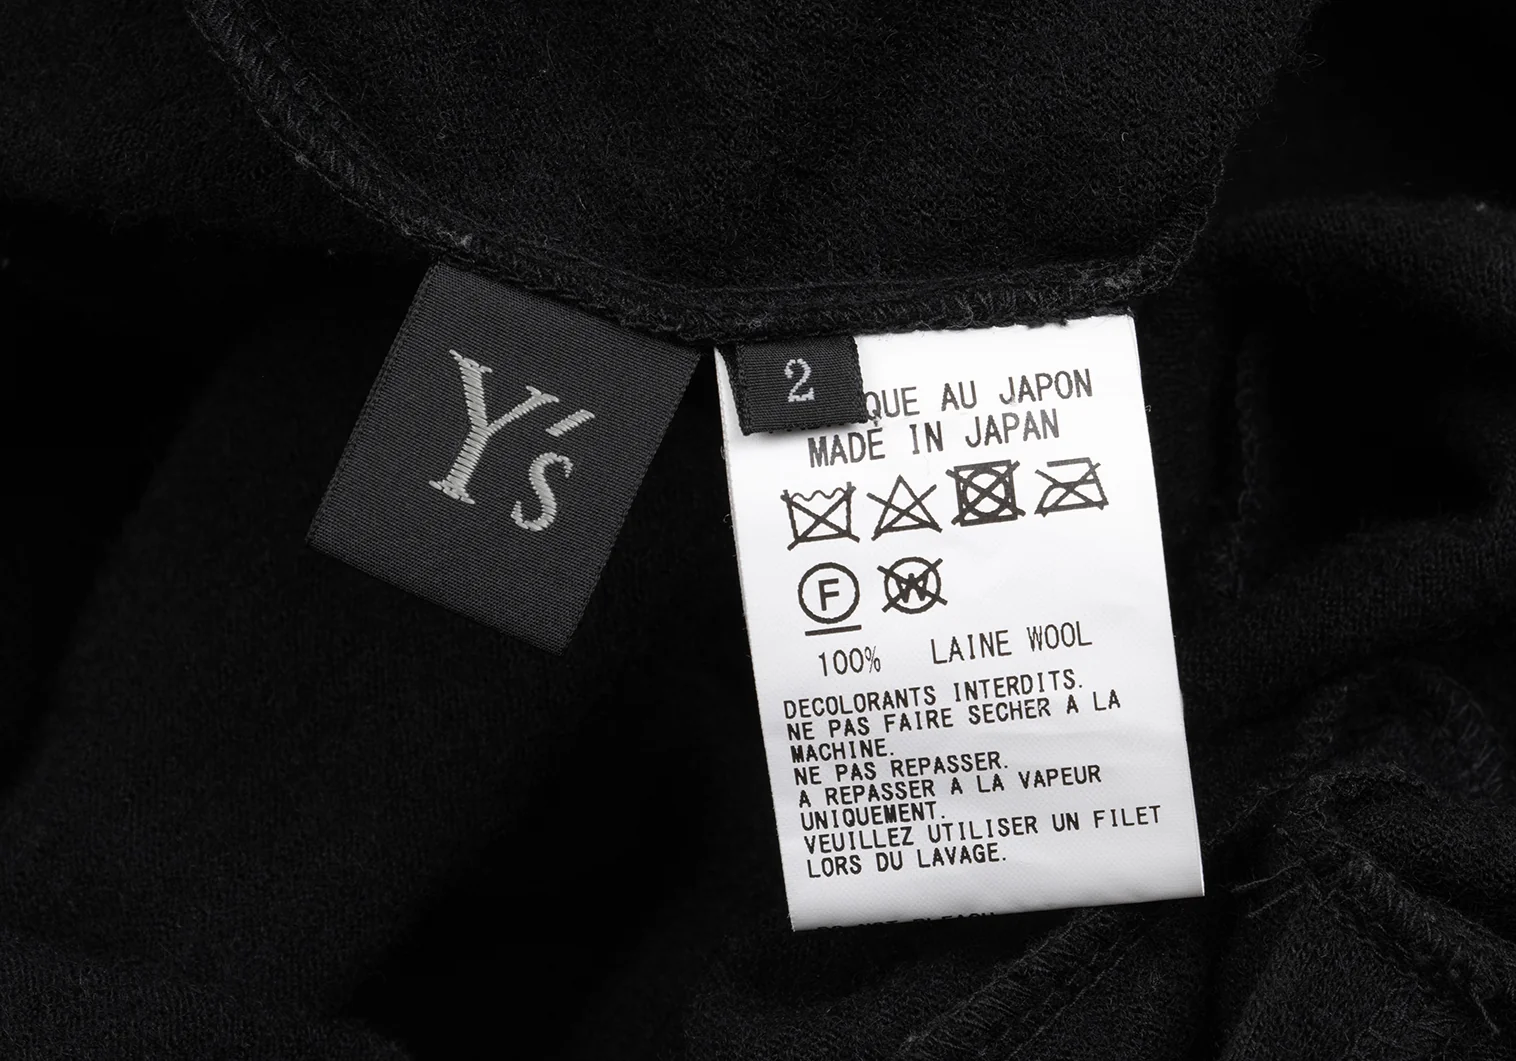 Y's
2
QUE AU JAPON
MADE IN JAPAN
F
W
100% LAINE WOOL
DECOLORANTS INTERDITS.
NE PAS FAIRE SECHER A LA
MACHINE.
NE PAS REPASSER.
A REPASSER A LA VAPEUR
UNIQUEMENT.
VEUILLEZ UTILISER UN FILET
LORS DU LAVAGE.